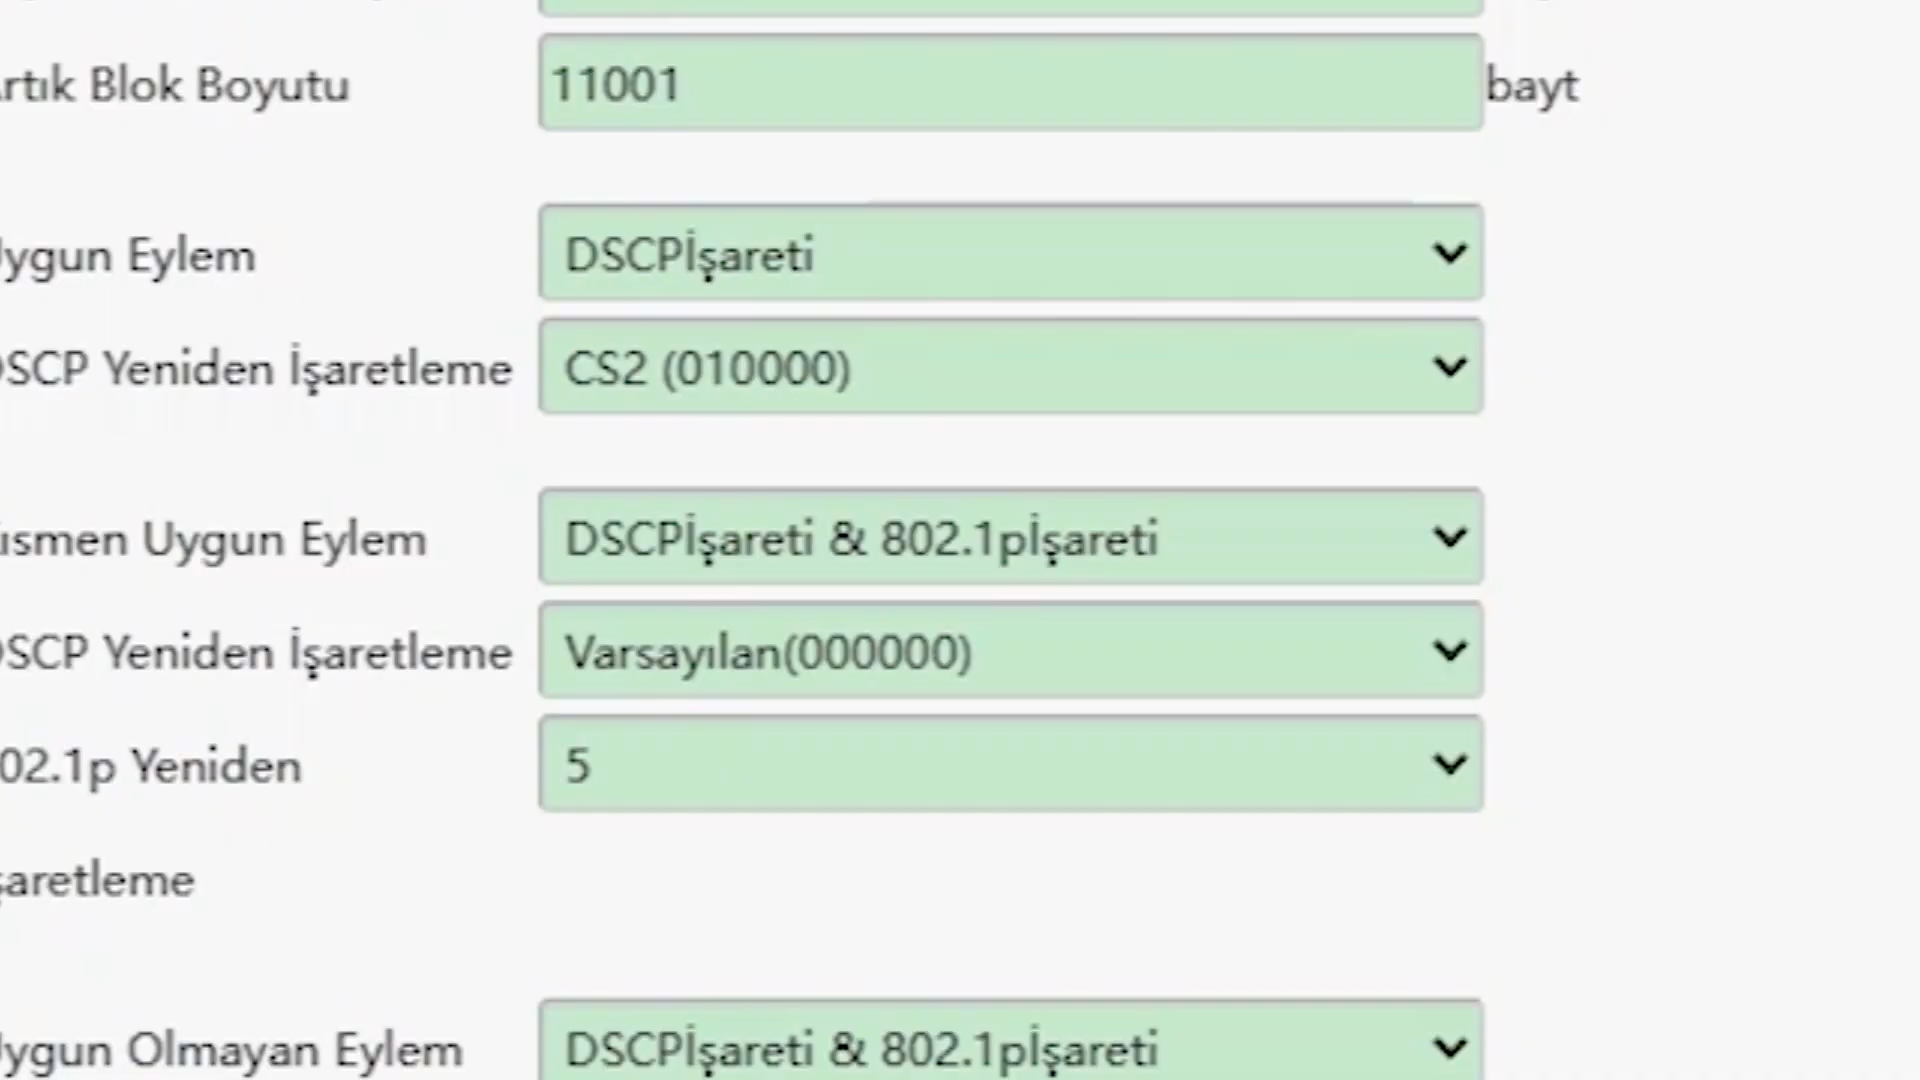 rtık Blok Boyutu 11001 bayt
ygun Eylem DSCPİşareti
SCP Yeniden İşaretleme CS2 (010000)
ısmen Uygun Eylem DSCPİşareti & 802.1pİşareti
SCP Yeniden İşaretleme Varsayılan(000000)
02.1p Yeniden 5
şaretleme
ygun Olmayan Eylem DSCPİşareti & 802.1pİşareti